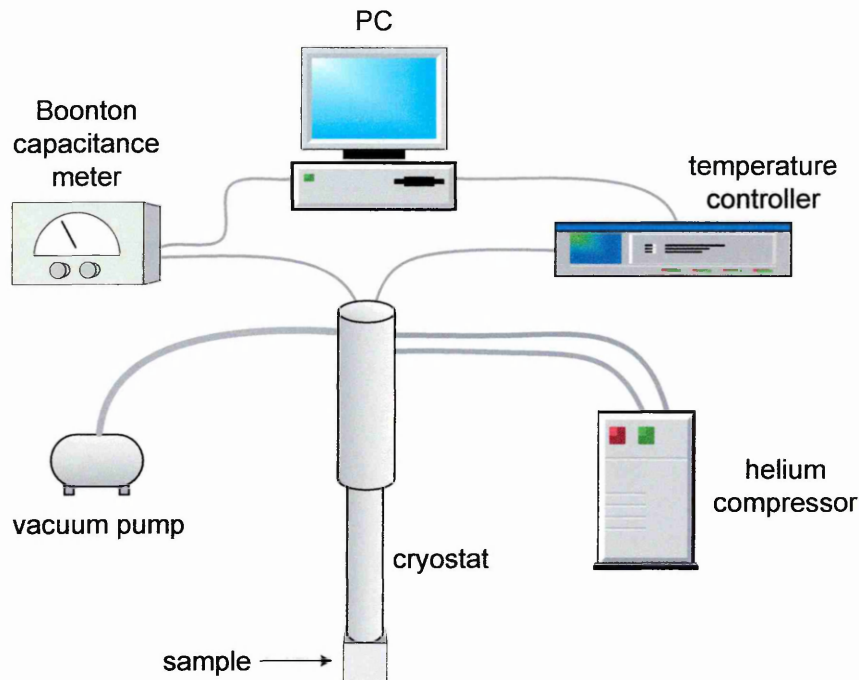 PC
Boonton
capacitance
meter
temperature
controller
vacuum pump
helium
compressor
cryostat
sample